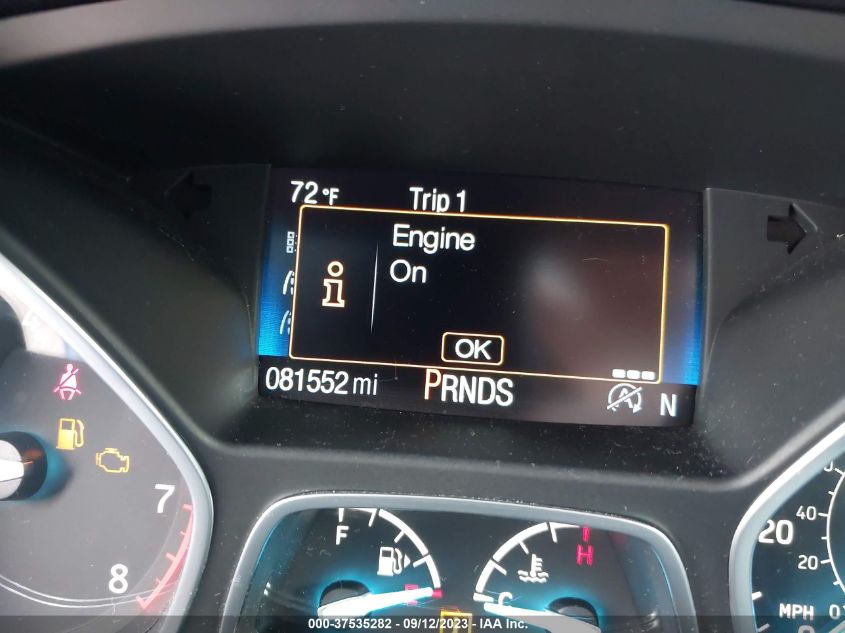 72°F Trip 1
Engine
On
OK
081552 mi PRNDS N
7
8
F
H
C
40
20
20
MPH 0
000-37535282 - 09/12/2023 - IAA Inc.